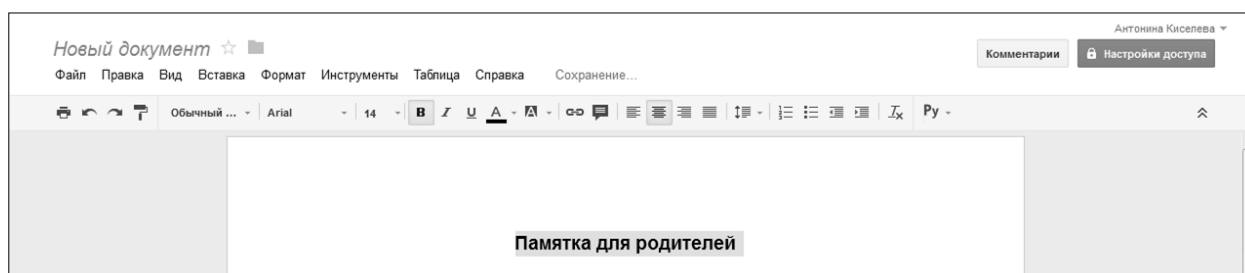 Антонина Киселева
Новый документ
Комментарии Настройки доступа
Файл Правка Вид Вставка Формат Инструменты Таблица Справка Сохранение...
Обычный ... Arial 14 B I U A A Ру
Памятка для родителей